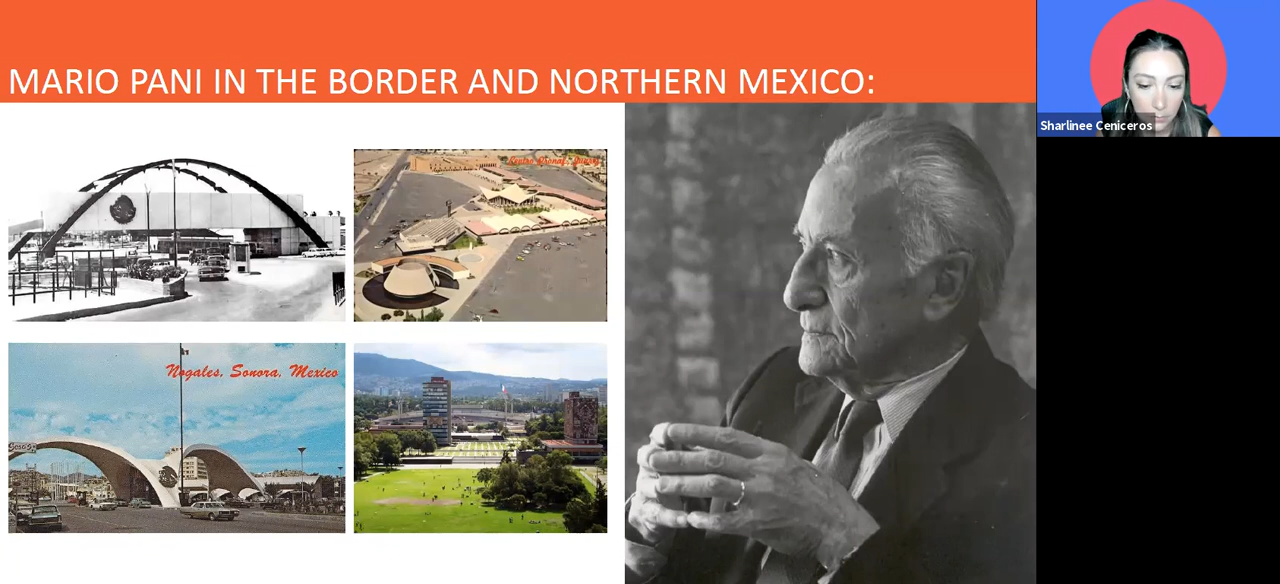 MARIO PANI IN THE BORDER AND NORTHERN MEXICO:
Sharlinee Ceniceros
Nogales, Sonora, Mexico